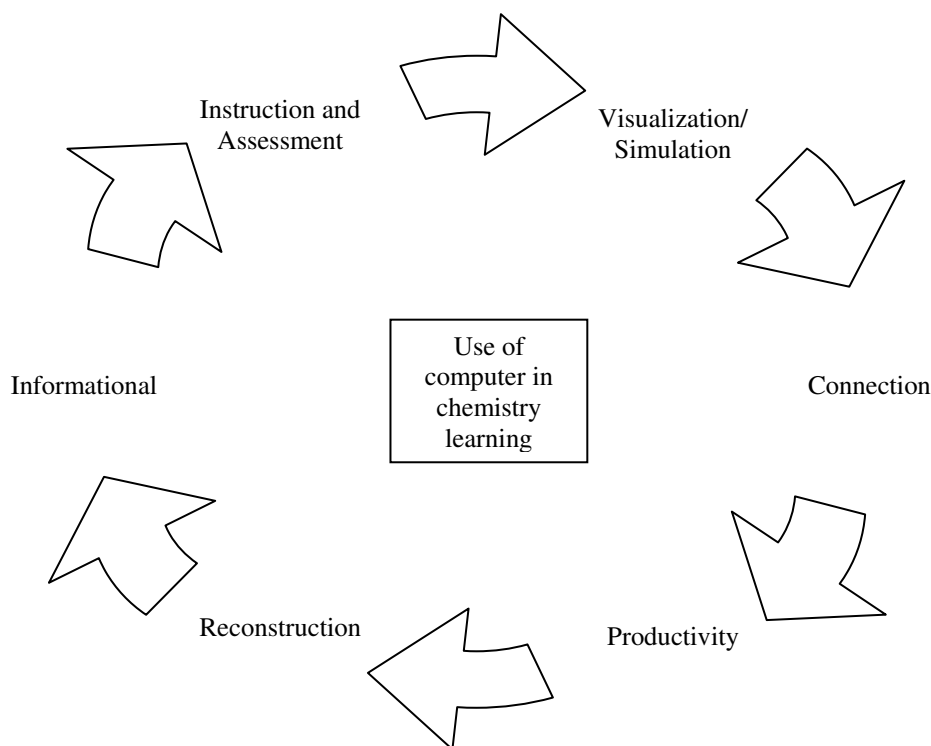 Instruction and
Assessment
Visualization/
Simulation
Use of
computer in
chemistry
learning
Informational
Connection
Reconstruction
Productivity